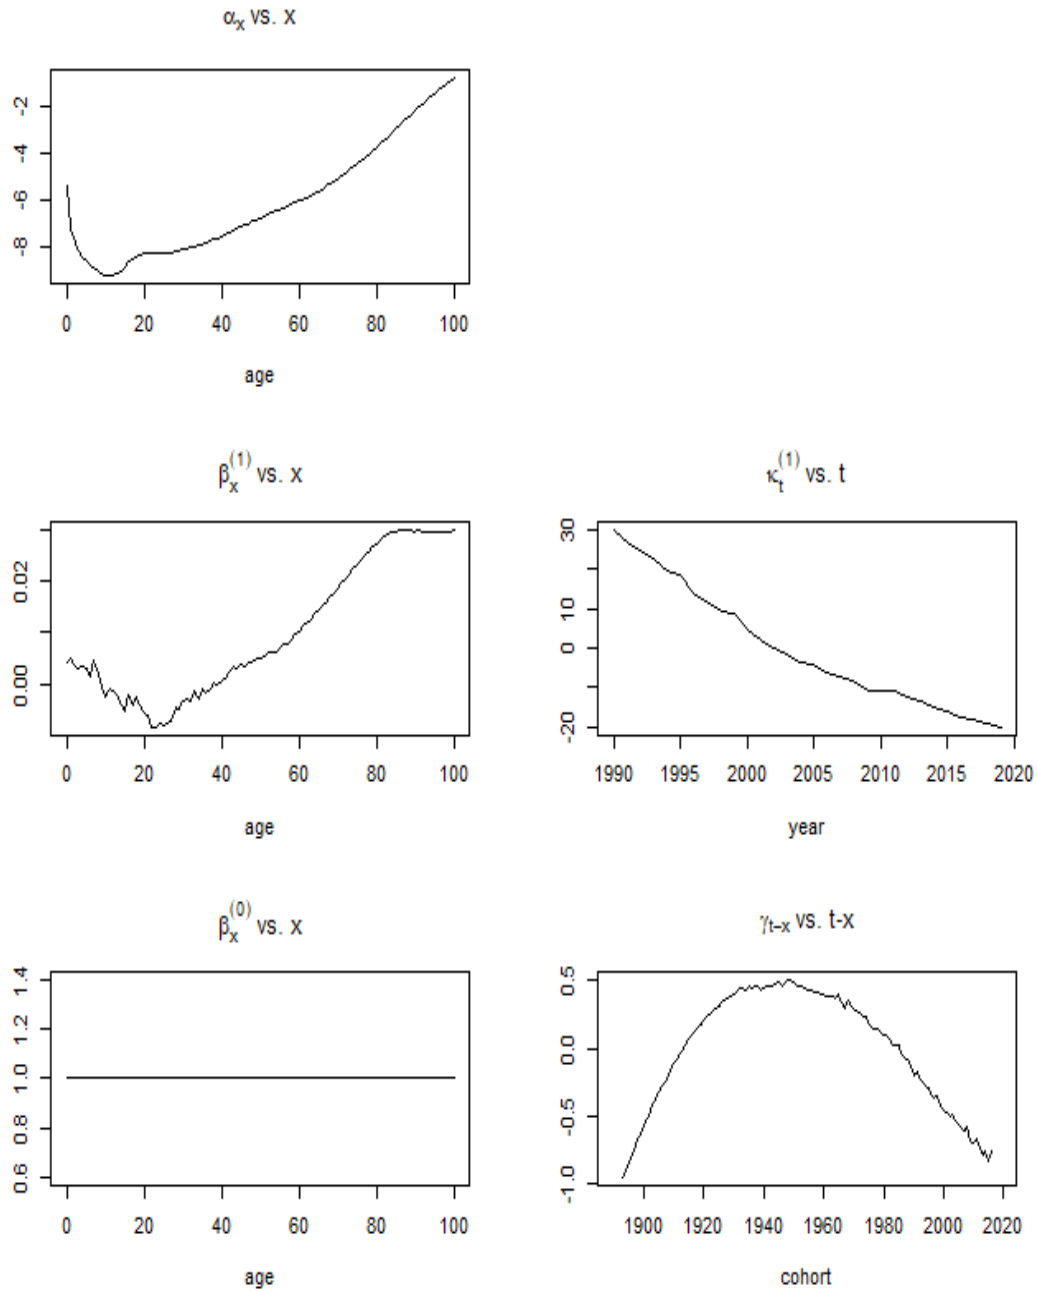 αx vs. x
-2
-4
-6
-8
0 20 40 60 80 100
age
βx(1) vs. x
κt(1) vs. t
0.02
0.00
0 20 40 60 80 100
age
30
10
0
-20
1990 1995 2000 2005 2010 2015 2020
year
βx(0) vs. x
γt−x vs. t-x
1.4
1.2
1.0
0.8
0.6
0 20 40 60 80 100
age
0.5
0.0
-0.5
-1.0
1900 1920 1940 1960 1980 2000 2020
cohort